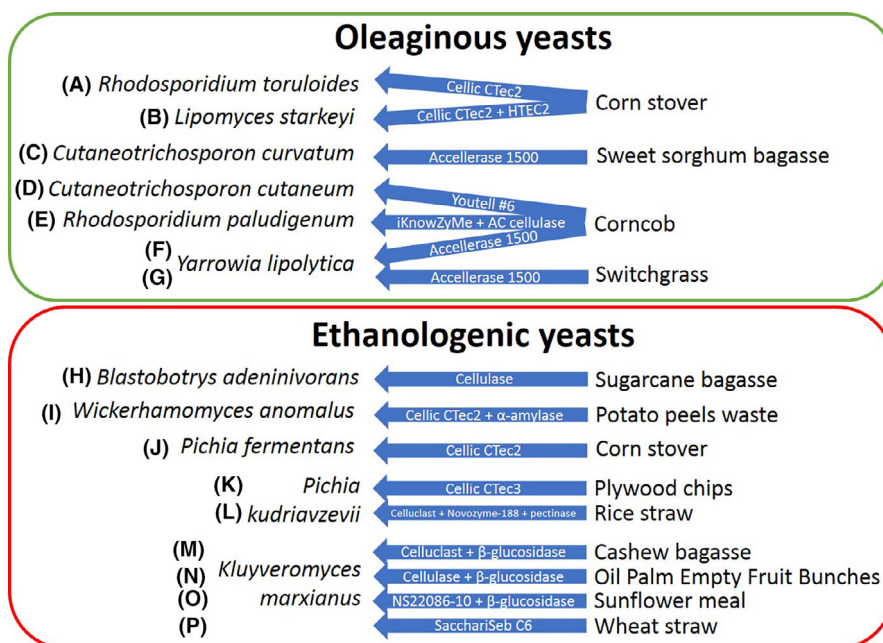 Oleaginous yeasts
(A) Rhodosporidium toruloides Cellic CTec2
(B) Lipomyces starkeyi Cellic CTec2 + HTEC2 Corn stover
(C) Cutaneotrichosporon curvatum Accellerase 1500 Sweet sorghum bagasse
(D) Cutaneotrichosporon cutaneum Youtell #6
(E) Rhodosporidium paludigenum iKnowZyMe + AC cellulase Corncob
(F) Accellerase 1500
Yarrowia lipolytica
(G) Accellerase 1500 Switchgrass
Ethanologenic yeasts
(H) Blastobotrys adeninivorans Cellulase Sugarcane bagasse
(I) Wickerhamomyces anomalus Cellic CTec2 + α-amylase Potato peels waste
(J) Pichia fermentans Cellic CTec2 Corn stover
(K) Pichia Cellic CTec3 Plywood chips
(L) kudriavzevii Celluclast + Novozyme-188 + pectinase Rice straw
(M) Celluclast + β-glucosidase Cashew bagasse
(N) Kluyveromyces Cellulase + β-glucosidase Oil Palm Empty Fruit Bunches
(O) marxianus NS22086-10 + β-glucosidase Sunflower meal
(P) SacchariSeb C6 Wheat straw